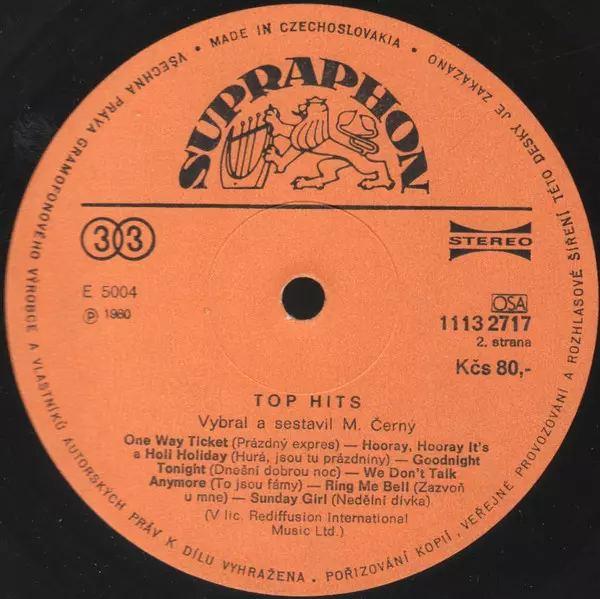 VŠECHNA PRÁVA GRAMOFONOVÉHO VÝROBCE A VLASTNÍKŮ AUTORSKÝCH PRÁV K DÍLU VYHRAŽENA • POŘIZOVÁNÍ KOPIÍ, VEŘEJNÉ PROVOZOVÁNÍ A ROZHLASOVÉ ŠÍŘENÍ TÉTO DESKY JE ZAKÁZÁNO
• MADE IN CZECHOSLOVAKIA •
SUPRAPHON
33
STEREO
E 5004
℗ 1980
OSA
1113 2717
2. strana
Kčs 80,-
TOP HITS
Vybral a sestavil M. Černý
One Way Ticket (Prázdný expres) — Hooray, Hooray It's
a Holi Holiday (Hurá, jsou tu prázdniny) — Goodnight
Tonight (Dnešní dobrou noc) — We Don't Talk
Anymore (To jsou fámy) — Ring Me Bell (Zazvoň
u mne) — Sunday Girl (Nedělní dívka)
(V lic. Rediffusion International
Music Ltd.)